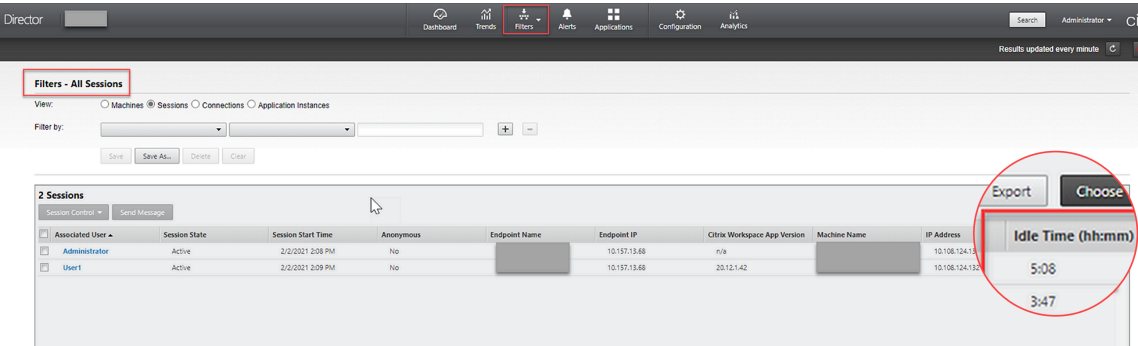 Director
Dashboard Trends Filters Alerts Applications Configuration Analytics
Search Administrator
Results updated every minute
Filters - All Sessions
View: Machines Sessions Connections Application Instances
Filter by:
Save Save As... Delete Clear
2 Sessions
Export Choose
Session Control Send Message
Associated User Session State Session Start Time Anonymous Endpoint Name Endpoint IP Citrix Workspace App Version Machine Name IP Address Idle Time (hh:mm)
Administrator Active 2/2/2021 2:08 PM No 10.157.13.68 n/a 5:08
User1 Active 2/2/2021 2:09 PM No 10.157.13.68 20.12.1.42 3:47